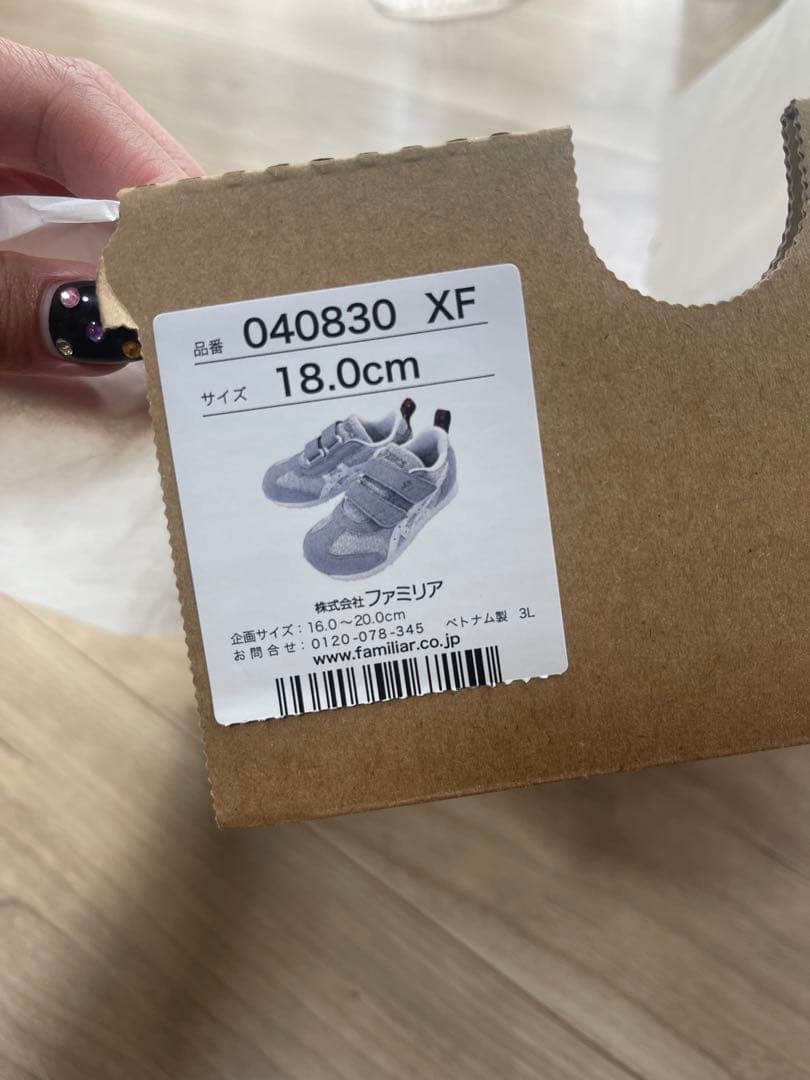 品番 040830 XF
サイズ 18.0cm
株式会社ファミリア
企画サイズ：16.0～20.0cm
お問合せ：0120-078-345 ベトナム製 3L
www.familiar.co.jp